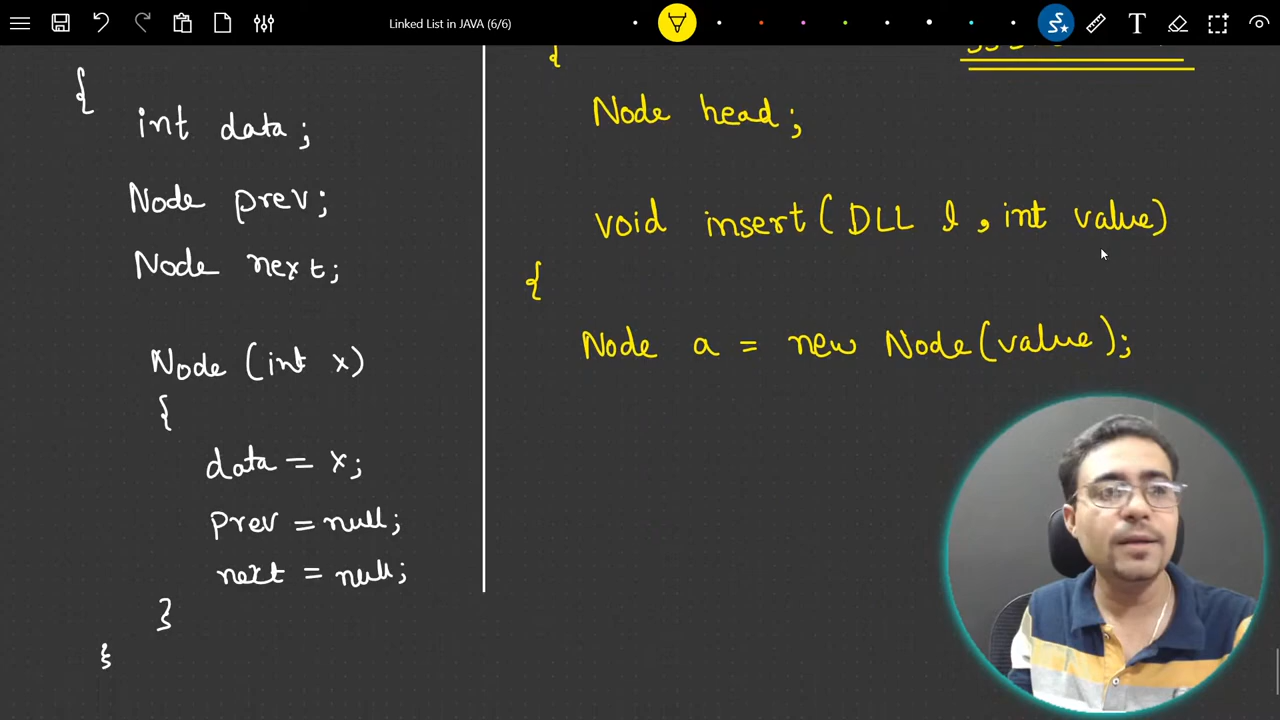 Linked List in JAVA (6/6)
{
int data;
Node prev;
Node next;
Node (int x)
{
data = x;
prev = null;
next = null;
}
}
{
Node head;
void insert( DLL l , int value)
{
Node a = new Node(value);